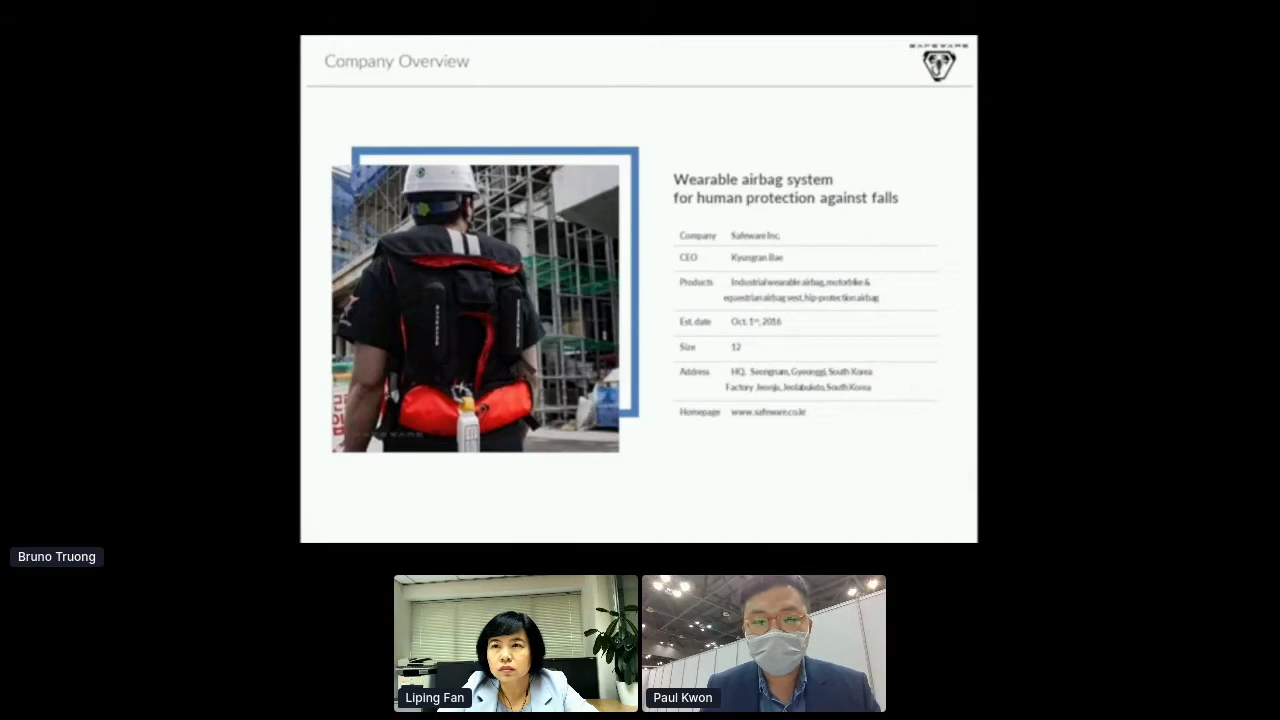 Company Overview
SAFEWARE
Wearable airbag system
for human protection against falls
Company Safeware Inc.
CEO Kyungran Bae
Products Industrial wearable airbag, motorbike &
equestrian airbag vest, hip-protection airbag
Est. date Oct. 1st, 2016
Size 12
Address HQ. Seongnam, Gyeonggi, South Korea
Factory Jeonju, Jeolabukdo, South Korea
Homepage www.safeware.co.kr
SAFEWARE
Bruno Truong
Liping Fan
Paul Kwon